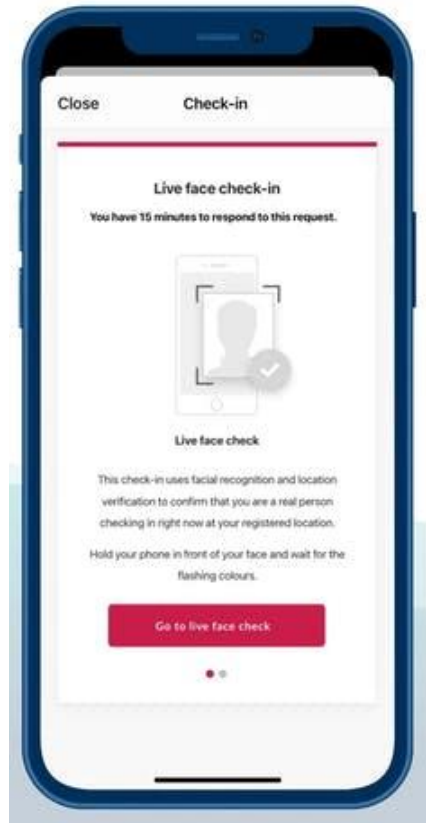 Close
Check-in
Live face check-in
You have 15 minutes to respond to this request.
Live face check
This check-in uses facial recognition and location
verification to confirm that you are a real person
checking in right now at your registered location.
Hold your phone in front of your face and wait for the
flashing colours.
Go to live face check